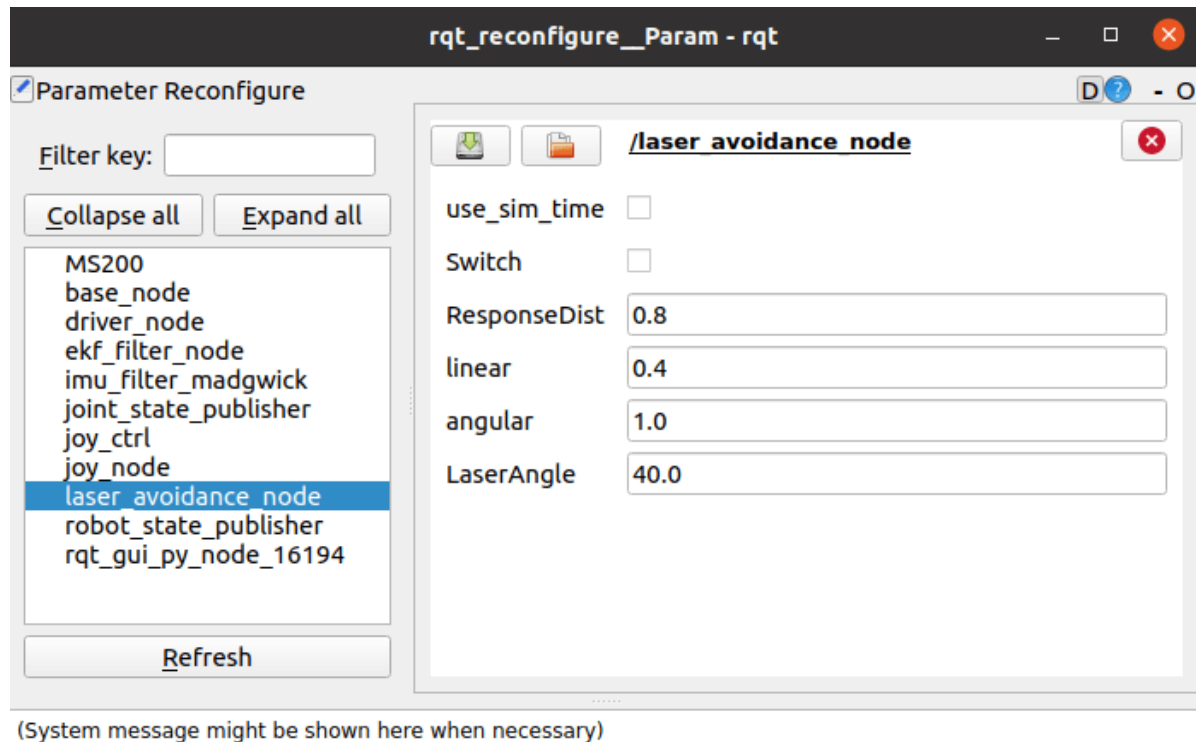 rqt_reconfigure__Param - rqt
Parameter Reconfigure
D ? - O
Filter key:
Collapse all Expand all
MS200
base_node
driver_node
ekf_filter_node
imu_filter_madgwick
joint_state_publisher
joy_ctrl
joy_node
laser_avoidance_node
robot_state_publisher
rqt_gui_py_node_16194
Refresh
/laser_avoidance_node
use_sim_time
Switch
ResponseDist 0.8
linear 0.4
angular 1.0
LaserAngle 40.0
(System message might be shown here when necessary)